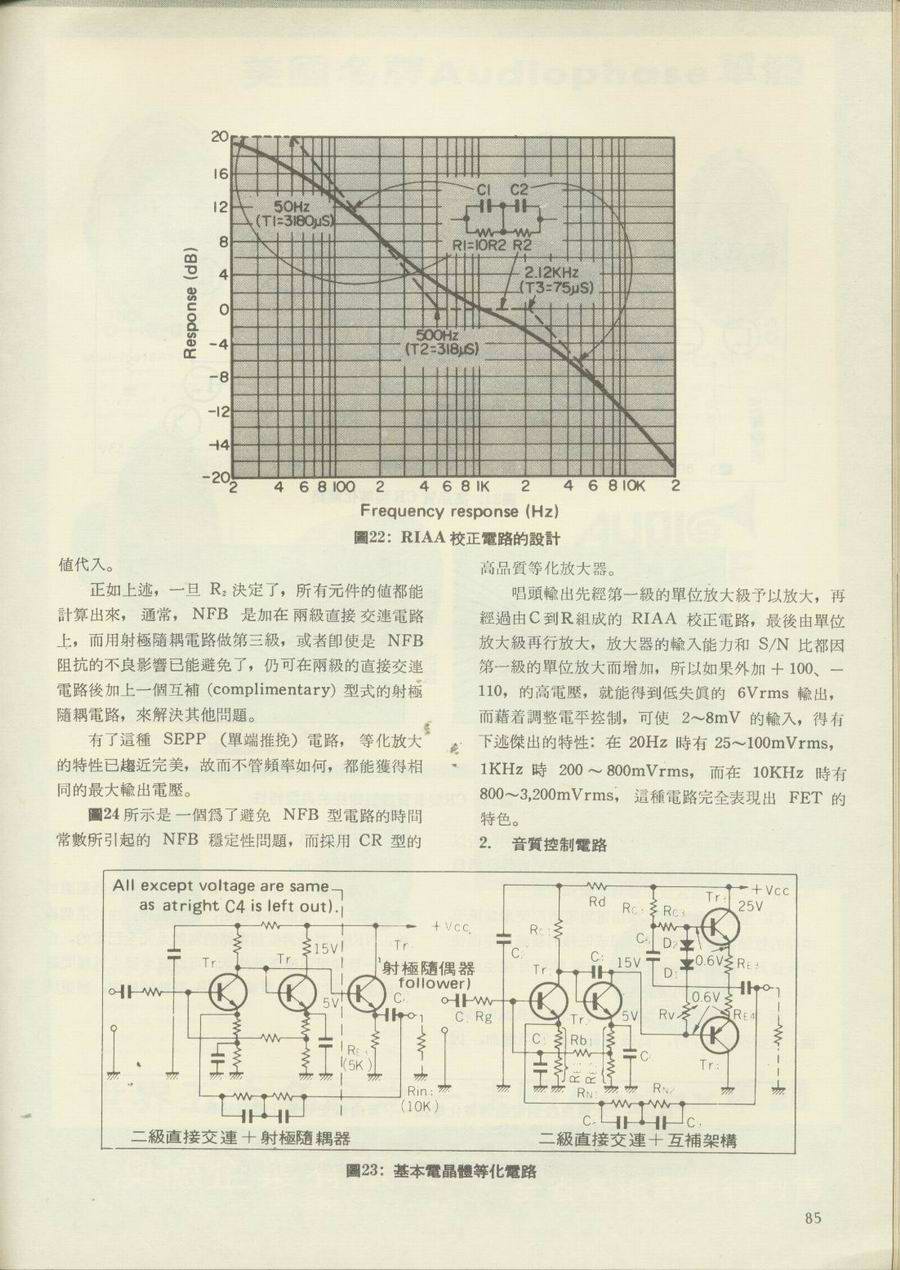 20
16
12
8
4
0
-4
-8
-12
-14
-20
Response (dB)
50Hz
(T1=3180μS)
C1 C2
R1=10R2 R2
2.12KHz
(T3=75μS)
500Hz
(T2=318μS)
2 4 6 8 100 2 4 6 8 1K 2 4 6 8 10K 2
Frequency response (Hz)
圖22：RIAA 校正電路的設計
値代入。
正如上述，一旦 R₂ 決定了，所有元件的値都能
計算出來， 通常， NFB 是加在 兩級直接 交連電路
上，而用射極隨耦電路做第三級，或者卽使是 NFB
阻抗的不良影響已能避免了，仍可在兩級的直接交連
電路後加上一個互補 (complimentary) 型式的射極
隨耦電路，來解決其他問題。
有了這種 SEPP (單端推挽) 電路， 等化放大
的特性已趨近完美，故而不管頻率如何，都能獲得相
同的最大輸出電壓。
圖24 所示是一個爲了避免 NFB 型電路的時間
常數所引起的 NFB 穩定性問題，而採用 CR 型的
高品質等化放大器。
唱頭輸出先經第一級的單位放大級予以放大，再
經過由C到R組成的 RIAA 校正電路，最後由單位
放大級再行放大，放大器的輸入能力和 S/N 比都因
第一級的單位放大而增加，所以如果外加 + 100、—
110，的高電壓，就能得到低失眞的 6Vrms 輸出，
而藉着調整電平控制，可使 2～8mV 的輸入，得有
下述傑出的特性：在 20Hz 時有 25～100mVrms，
1KHz 時 200 ～ 800mVrms， 而在 10KHz 時有
800～3,200mVrms， 這種電路完全表現出 FET 的
特色。
2. 音質控制電路
All except voltage are same
as atright C4 is left out).
+Vcc
15V
Tr
Tr
Tr
射極隨偶器
follower)
5V
(5K)
Rin
(10K)
二級直接交連＋射極隨耦器
Rd
+Vcc
Tr
25V
15V
Tr
0.6V
0.6V
Rv
RE4
C Rg
Tr
5V
Rb1
Tr
二級直接交連＋互補架構
圖23：基本電晶體等化電路
85